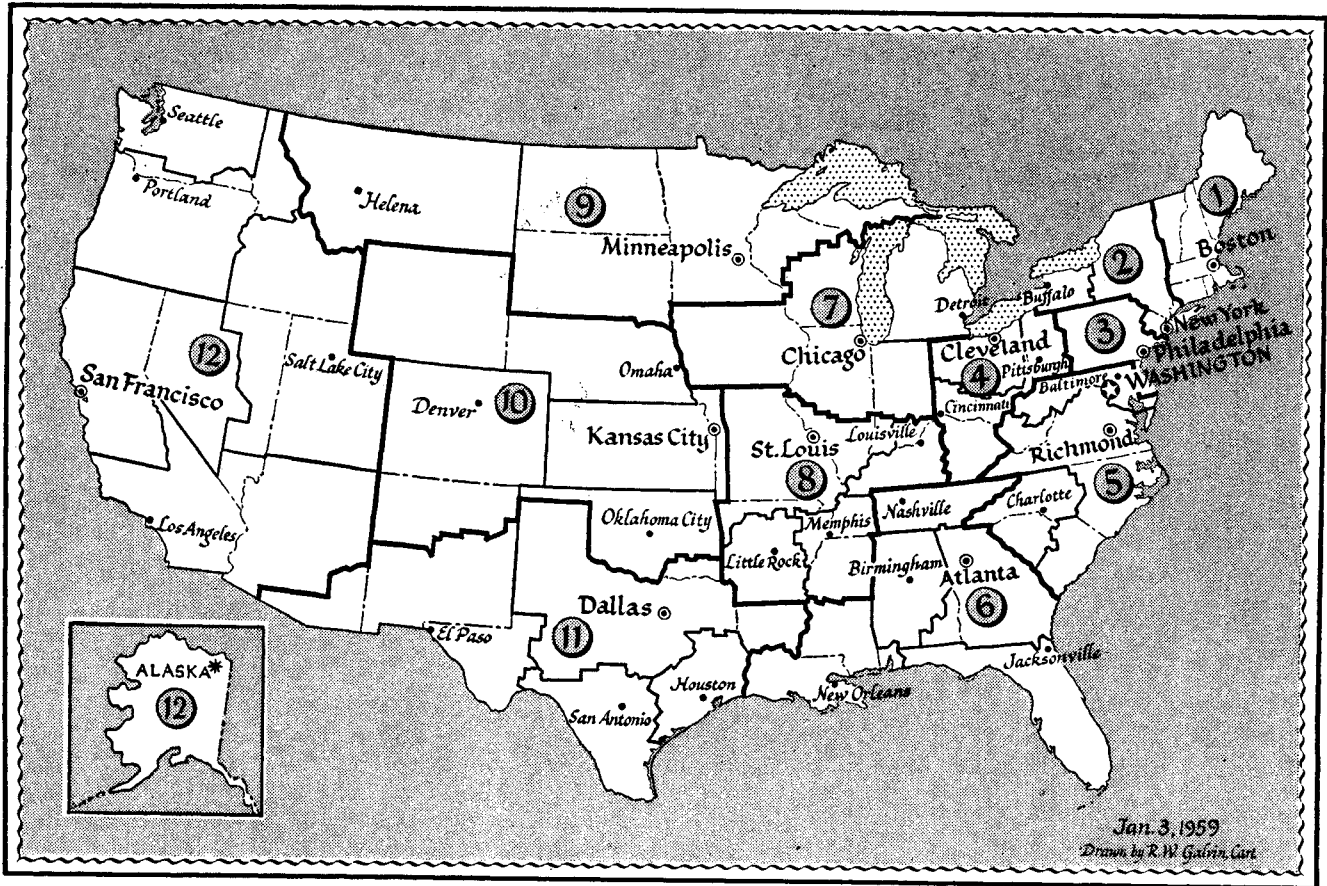 Seattle
Portland
Helena
9
Minneapolis
1
Boston
2
Buffalo
Detroit
7
Chicago
3
New York
Philadelphia
WASHINGTON
Cleveland
4
Pittsburgh
Baltimore
Cincinnati
12
Salt Lake City
San Francisco
Omaha
Denver
10
Kansas City
St. Louis
8
Louisville
Richmond
5
Los Angeles
Oklahoma City
Memphis
Nashville
Charlotte
Little Rock
Birmingham
Atlanta
6
Dallas
11
El Paso
Houston
San Antonio
New Orleans
Jacksonville
ALASKA*
12
Jan. 3, 1959
Drawn by R.W. Galvin, Cart.